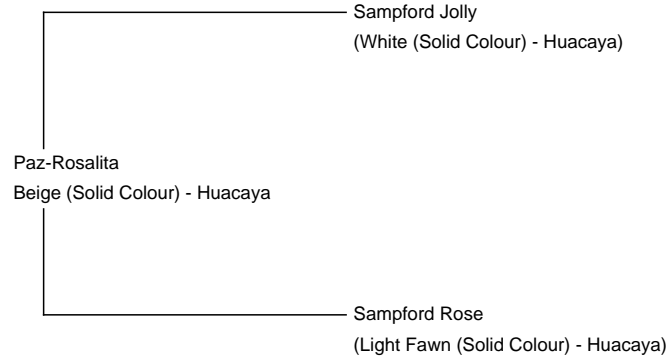 Sampford Jolly
(White (Solid Colour) - Huacaya)
Paz-Rosalita
Beige (Solid Colour) - Huacaya
Sampford Rose
(Light Fawn (Solid Colour) - Huacaya)